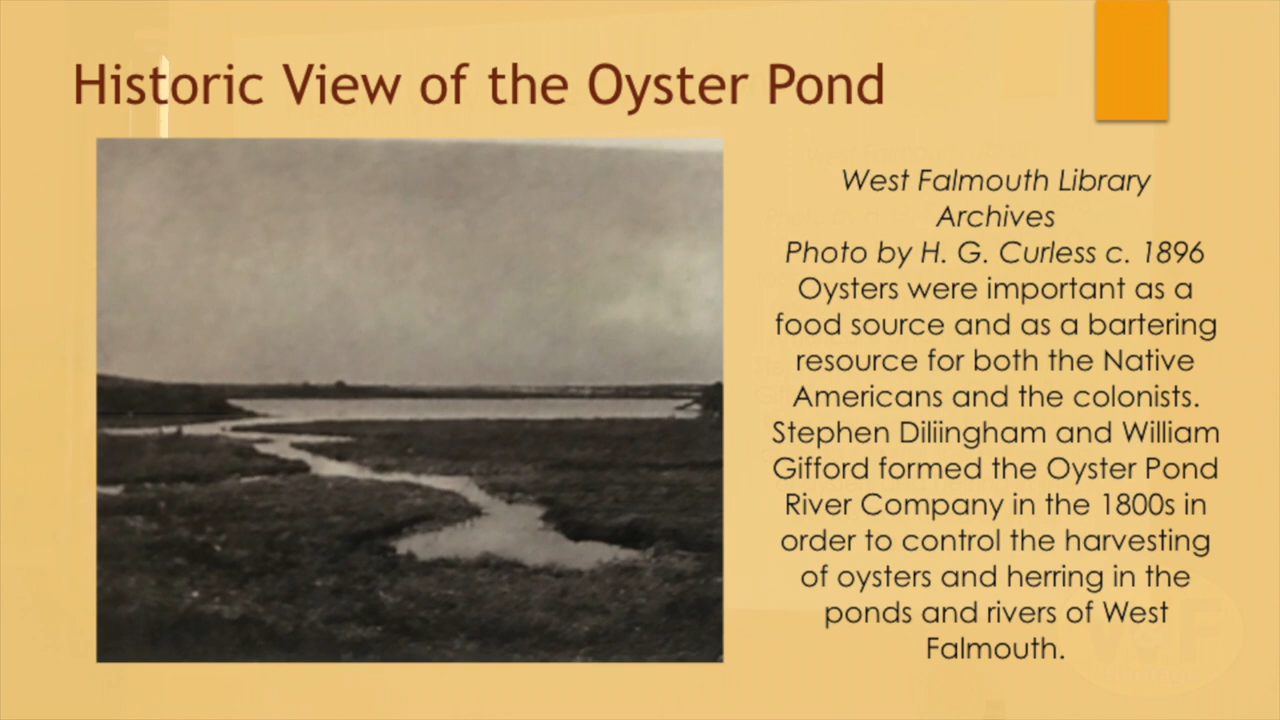 Historic View of the Oyster Pond
West Falmouth Library
Archives
Photo by H. G. Curless c. 1896
Oysters were important as a
food source and as a bartering
resource for both the Native
Americans and the colonists.
Stephen Diliingham and William
Gifford formed the Oyster Pond
River Company in the 1800s in
order to control the harvesting
of oysters and herring in the
ponds and rivers of West
Falmouth.